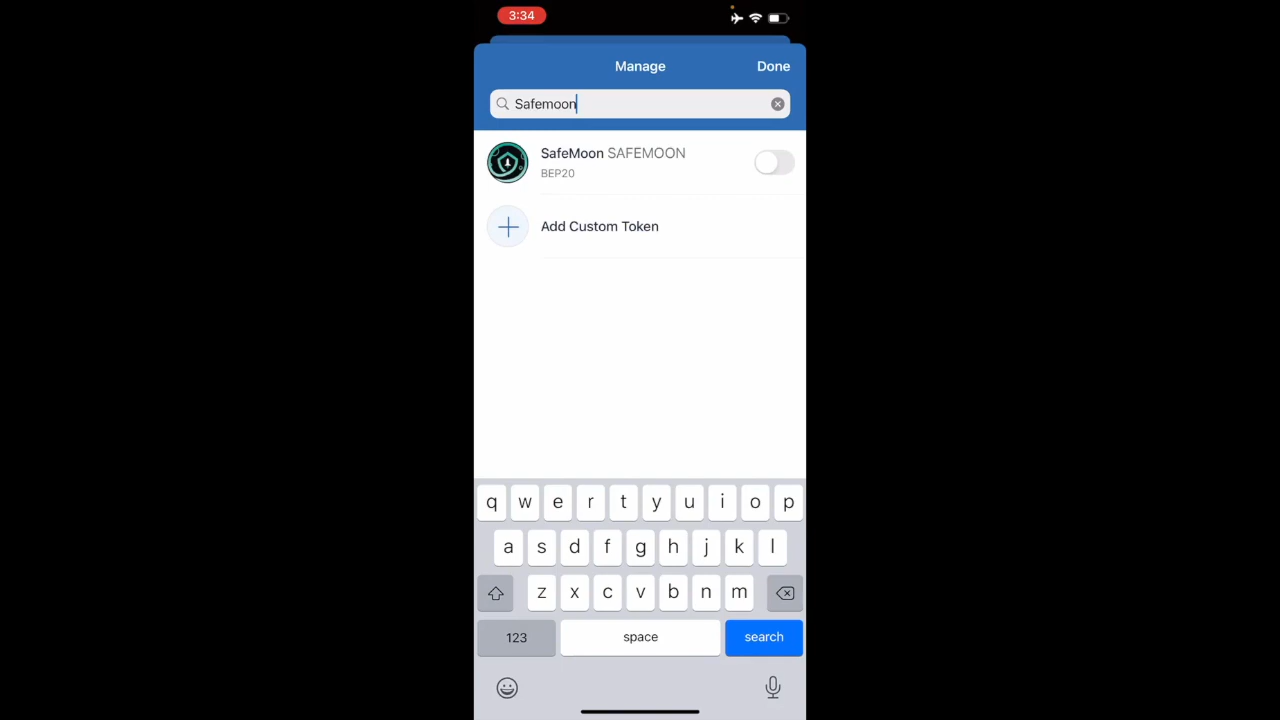 3:34
Manage
Done
Safemoon
SafeMoon SAFEMOON
BEP20
Add Custom Token
q w e r t y u i o p
a s d f g h j k l
z x c v b n m
123 space search